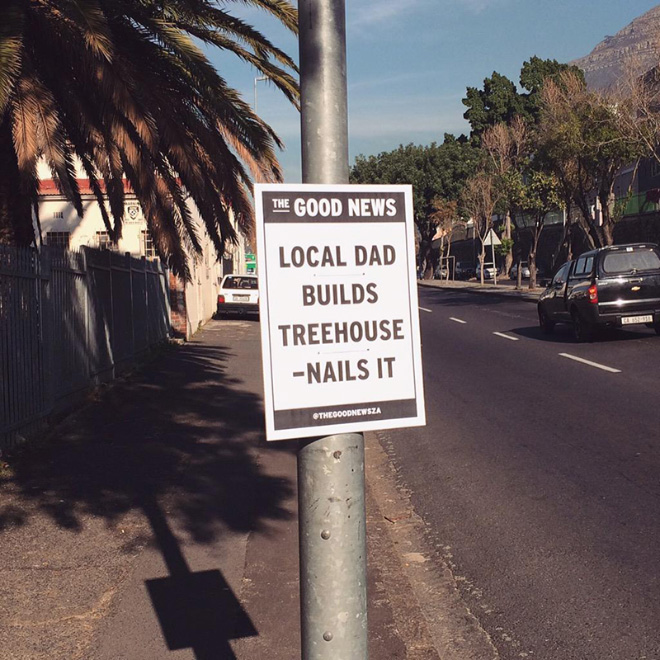 THE GOOD NEWS
LOCAL DAD
BUILDS
TREEHOUSE
-NAILS IT
@THEGOODNEWSZA